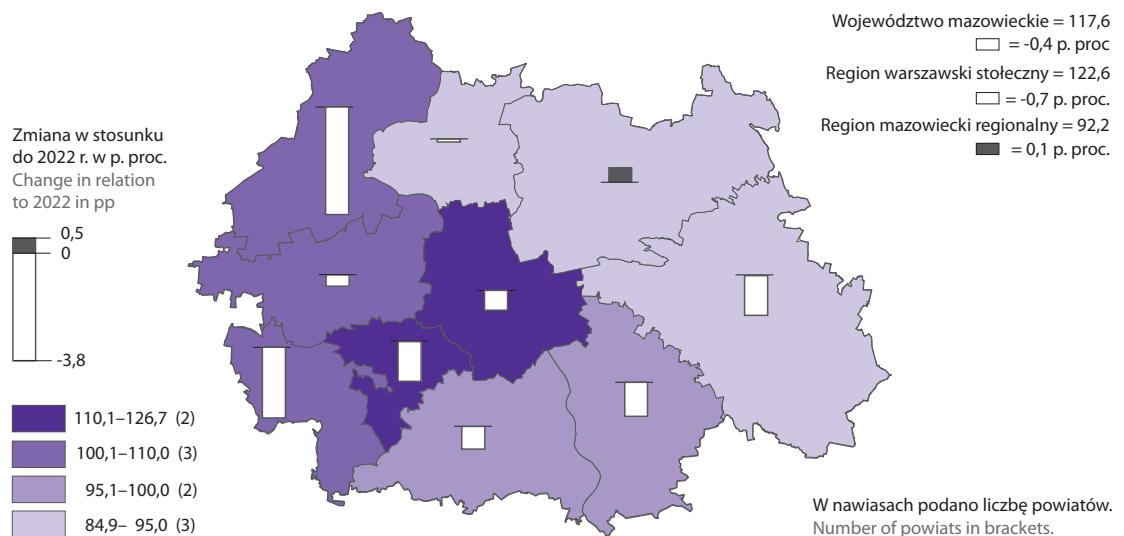 Województwo mazowieckie = 117,6
= -0,4 p. proc
Region warszawski stołeczny = 122,6
= -0,7 p. proc.
Region mazowiecki regionalny = 92,2
= 0,1 p. proc.
Zmiana w stosunku
do 2022 r. w p. proc.
Change in relation
to 2022 in pp
0,5
0
-3,8
110,1–126,7 (2)
100,1–110,0 (3)
95,1–100,0 (2)
84,9– 95,0 (3)
W nawiasach podano liczbę powiatów.
Number of powiats in brackets.